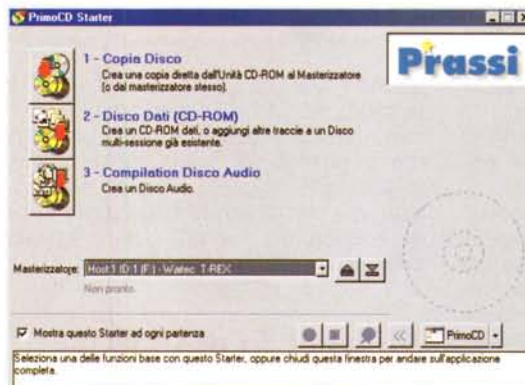 PrimoCD Starter
Prassi
1 - Copia Disco
Crea una copia diretta dall'Unità CD-ROM al Masterizzatore
(o dal masterizzatore stesso).
2 - Disco Dati (CD-ROM)
Crea un CD-ROM dati, o aggiungi altre traccie a un Disco
multi-sessione già esistente.
3 - Compilation Disco Audio
Crea un Disco Audio.
Masterizzatore: Host:1 ID:1 (F:) - Waitec T-REX
Non pronto.
Mostra questo Starter ad ogni partenza
PrimoCD
Seleziona una delle funzioni base con questo Starter, oppure chiudi questa finestra per andare sull'applicazione
completa.